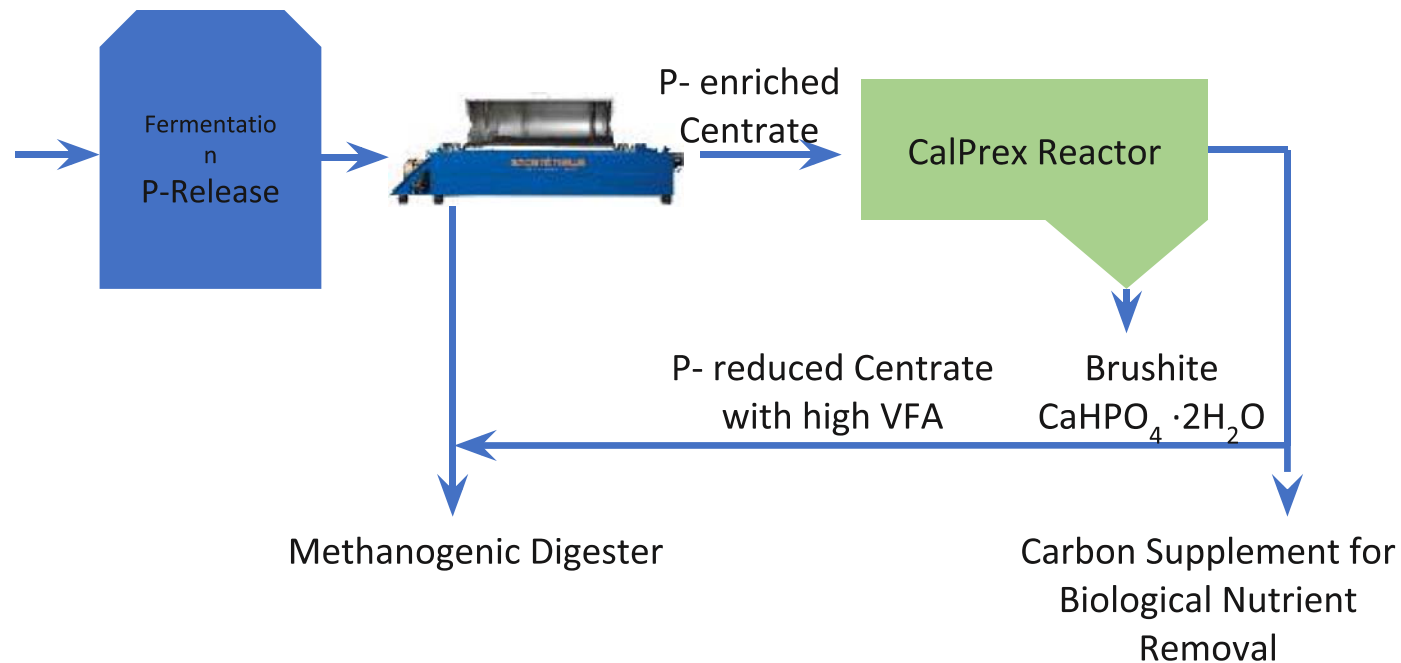 Fermentatio
n
P-Release
P- enriched
Centrate
CalPrex Reactor
P- reduced Centrate
with high VFA
Brushite
CaHPO₄ ·2H₂O
Methanogenic Digester
Carbon Supplement for
Biological Nutrient
Removal